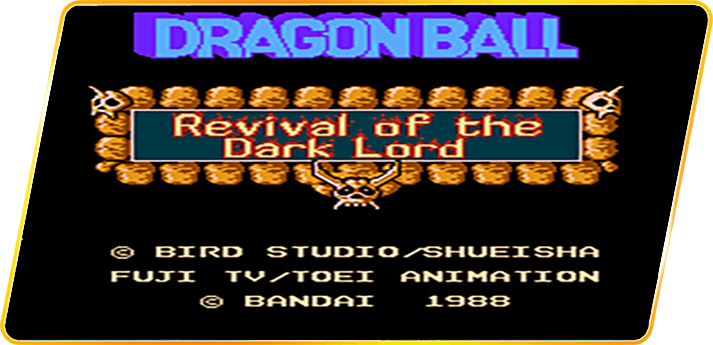 DRAGON BALL
Revival of the
Dark Lord
© BIRD STUDIO/SHUEISHA
FUJI TV/TOEI ANIMATION
© BANDAI 1988